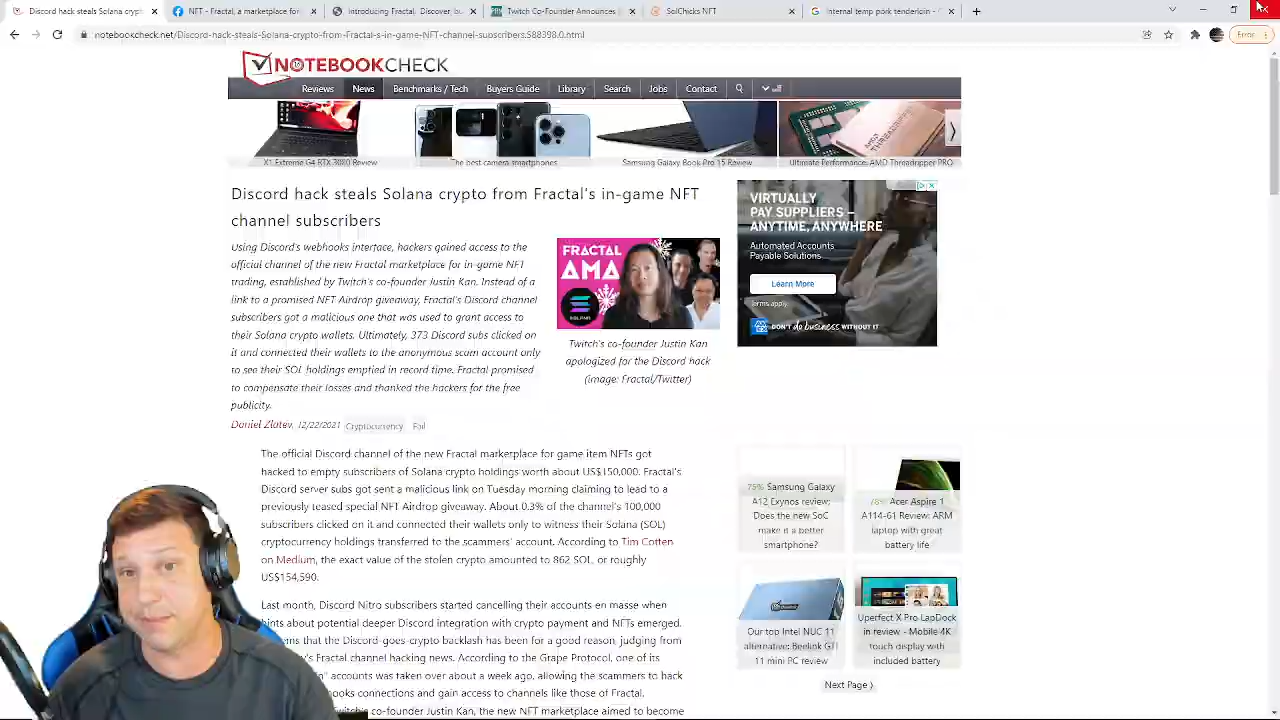 Discord hack steals Solana crypto
NFT - Fractal, a marketplace for
Introducing Fractal. Discover, bu
Twitch Co-Founder Announces
SolChicks NFT
internal temp pork tenderloin -
notebookcheck.net/Discord-hack-steals-Solana-crypto-from-Fractal-s-in-game-NFT-channel-subscribers
Error
NOTEBOOKCHECK
Reviews News Benchmarks / Tech Buyers Guide Library Search Jobs Contact
X1 Extreme G4 RTX 3080 Review
The best camera smartphones
Samsung Galaxy Book Pro 15 Review
Ultimate Performance: AMD Threadripper PRO
Discord hack steals Solana crypto from Fractal's in-game NFT
channel subscribers
Using Discord's webhooks interface, hackers gained access to the
official channel of the new Fractal marketplace for in-game NFT
trading, established by Twitch's co-founder Justin Kan. Instead of a
link to a promised NFT Airdrop giveaway, Fractal's Discord channel
subscribers got a malicious one that was used to grant access to
their Solana crypto wallets. Ultimately, 273 Discord subs clicked on
it and connected their wallets to the anonymous scam account only
to see their SOL holdings emptied in record time. Fractal promised
to compensate their losses and thanked the hackers for the free
publicity.
Daniel Zlatev, 12/22/2021 Cryptocurrency Fail
FRACTAL
AMA
SOLANA
Twitch's co-founder Justin Kan
apologized for the Discord hack
(image: Fractal/Twitter)
VIRTUALLY
PAY SUPPLIERS –
ANYTIME, ANYWHERE
Automated Accounts
Payable Solutions
Learn More
Terms apply.
DON'T do business WITHOUT IT
The official Discord channel of the new Fractal marketplace for game item NFTs got
hacked to empty subscribers of Solana crypto holdings worth about US$150,000. Fractal's
Discord server subs got sent a malicious link on Tuesday morning claiming to lead to a
previously teased special NFT Airdrop giveaway. About 0.3% of the channel's 100,000
subscribers clicked on it and connected their wallets only to witness their Solana (SOL)
cryptocurrency holdings transferred to the scammers' account. According to Tim Cotten
on Medium, the exact value of the stolen crypto amounted to 862 SOL, or roughly
US$154,590.
Last month, Discord Nitro subscribers started cancelling their accounts en masse when
hints about potential deeper Discord integration with crypto payment and NFTs emerged.
ems that the Discord-goes-crypto backlash has been for a good reason, judging from
y's Fractal channel hacking news. According to the Grape Protocol, one of its
n" accounts was taken over about a week ago, allowing the scammers to hack
ooks connections and gain access to channels like those of Fractal.
Twitch's co-founder Justin Kan, the new NFT marketplace aimed to become
75% Samsung Galaxy
A12 Exynos review:
Does the new SoC
make it a better
smartphone?
78% Acer Aspire 1
A114-61 Review: ARM
laptop with great
battery life
Our top Intel NUC 11
alternative: Beelink GTi
11 mini PC review
Uperfect X Pro LapDock
in review - Mobile 4K
touch display with
included battery
Next Page ⟩